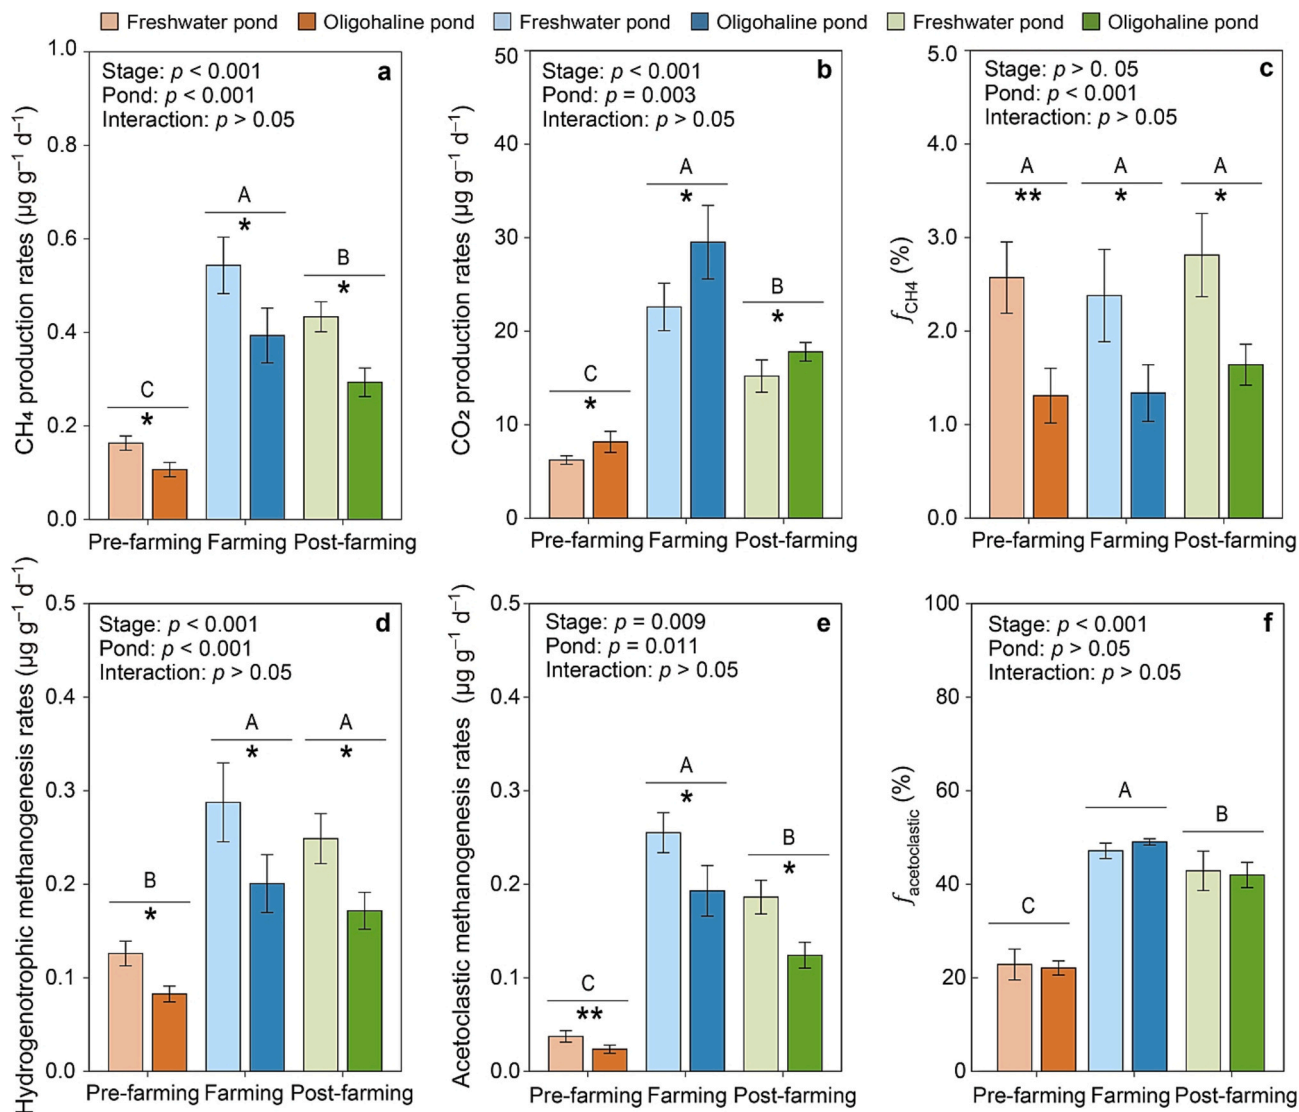 Freshwater pond Oligohaline pond Freshwater pond Oligohaline pond Freshwater pond Oligohaline pond
CH₄ production rates (µg g⁻¹ d⁻¹)
1.0
0.8
0.6
0.4
0.2
0.0
Stage: p < 0.001
Pond: p < 0.001
Interaction: p > 0.05
a
C
*
A
*
B
*
Pre-farming Farming Post-farming
CO₂ production rates (µg g⁻¹ d⁻¹)
50
40
30
20
10
0
Stage: p < 0.001
Pond: p = 0.003
Interaction: p > 0.05
b
C
*
A
*
B
*
Pre-farming Farming Post-farming
fCH4 (%)
5.0
4.0
3.0
2.0
1.0
0.0
Stage: p > 0. 05
Pond: p < 0.001
Interaction: p > 0.05
c
A
**
A
*
A
*
Pre-farming Farming Post-farming
Hydrogenotrophic methanogenesis rates (µg g⁻¹ d⁻¹)
0.5
0.4
0.3
0.2
0.1
0.0
Stage: p < 0.001
Pond: p < 0.001
Interaction: p > 0.05
d
B
*
A
*
A
*
Pre-farming Farming Post-farming
Acetoclastic methanogenesis rates (µg g⁻¹ d⁻¹)
0.5
0.4
0.3
0.2
0.1
0.0
Stage: p = 0.009
Pond: p = 0.011
Interaction: p > 0.05
e
C
**
A
*
B
*
Pre-farming Farming Post-farming
facetoclastic (%)
100
80
60
40
20
0
Stage: p < 0.001
Pond: p > 0.05
Interaction: p > 0.05
f
C
A
B
Pre-farming Farming Post-farming